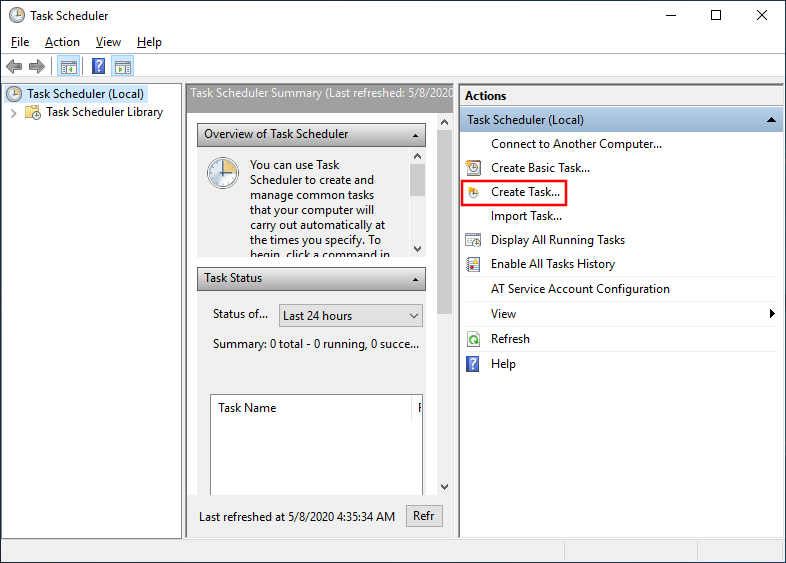 Task Scheduler
File Action View Help
Task Scheduler (Local)
Task Scheduler Library
Task Scheduler Summary (Last refreshed: 5/8/2020
Overview of Task Scheduler
You can use Task
Scheduler to create and
manage common tasks
that your computer will
carry out automatically at
the times you specify. To
begin, click a command in
Task Status
Status of... Last 24 hours
Summary: 0 total - 0 running, 0 succe...
Task Name
Last refreshed at 5/8/2020 4:35:34 AM Refr
Actions
Task Scheduler (Local)
Connect to Another Computer...
Create Basic Task...
Create Task...
Import Task...
Display All Running Tasks
Enable All Tasks History
AT Service Account Configuration
View
Refresh
Help